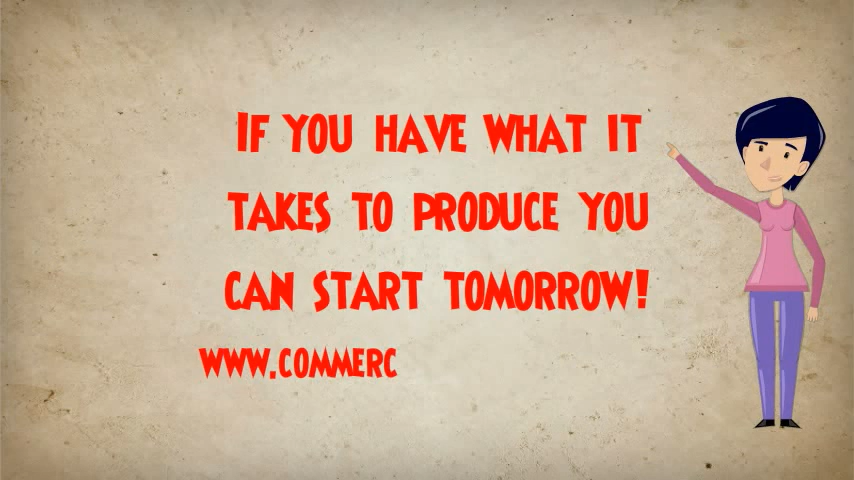 If you have what it
takes to produce you
can start tomorrow!
www.commerc